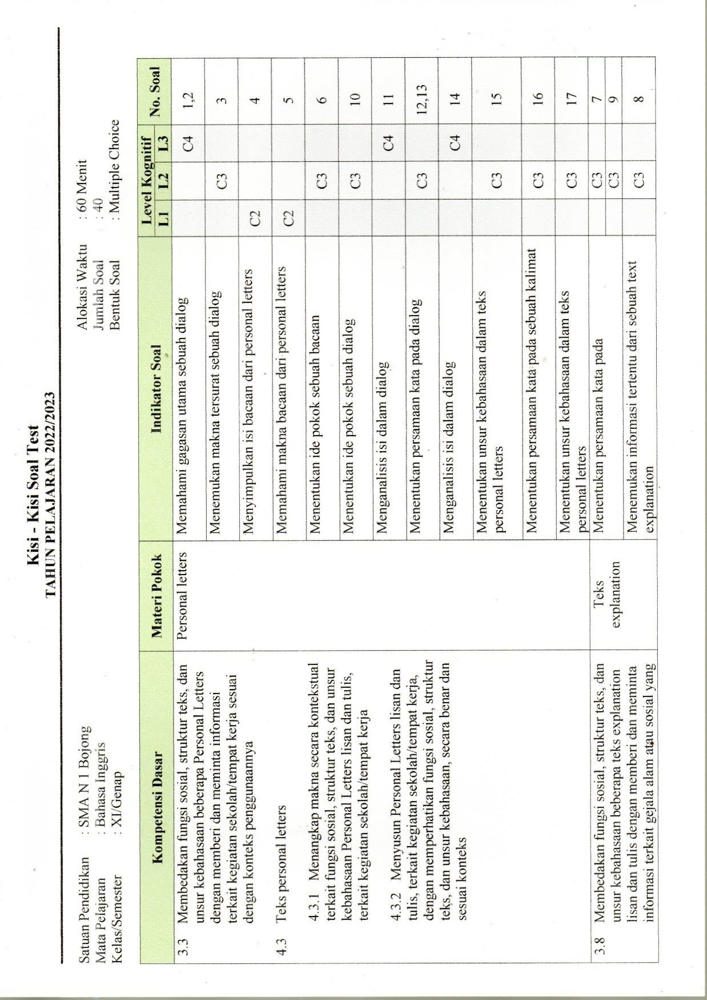 Kisi - Kisi Soal Test
TAHUN PELAJARAN 2022/2023
Satuan Pendidikan : SMA N 1 Bojong
Mata Pelajaran : Bahasa Inggris
Kelas/Semester : XI/Genap
Alokasi Waktu : 60 Menit
Jumlah Soal : 40
Bentuk Soal : Multiple Choice
Kompetensi Dasar Materi Pokok Indikator Soal Level Kognitif No. Soal
L1 L2 L3
3.3 Membedakan fungsi sosial, struktur teks, dan
unsur kebahasaan beberapa Personal Letters
dengan memberi dan meminta informasi
terkait kegiatan sekolah/tempat kerja sesuai
dengan konteks penggunaannya
4.3 Teks personal letters
4.3.1 Menangkap makna secara kontekstual
terkait fungsi sosial, struktur teks, dan unsur
kebahasaan Personal Letters lisan dan tulis,
terkait kegiatan sekolah/tempat kerja
4.3.2 Menyusun Personal Letters lisan dan
tulis, terkait kegiatan sekolah/tempat kerja,
dengan memperhatikan fungsi sosial, struktur
teks, dan unsur kebahasaan, secara benar dan
sesuai konteks
Personal letters
Memahami gagasan utama sebuah dialog C4 1,2
Menemukan makna tersurat sebuah dialog C3 3
Menyimpulkan isi bacaan dari personal letters C2 4
Memahami makna bacaan dari personal letters C2 5
Menentukan ide pokok sebuah bacaan C3 6
Menentukan ide pokok sebuah dialog C3 10
Menganalisis isi dalam dialog C4 11
Menentukan persamaan kata pada dialog C3 12,13
Menganalisis isi dalam dialog C4 14
Menentukan unsur kebahasaan dalam teks C3 15
personal letters
Menentukan persamaan kata pada sebuah kalimat C3 16
Menentukan unsur kebahasaan dalam teks C3 17
personal letters
3.8 Membedakan fungsi sosial, struktur teks, dan
unsur kebahasaan beberapa teks explanation
lisan dan tulis dengan memberi dan meminta
informasi terkait gejala alam atau sosial yang
Teks
explanation
Menentukan persamaan kata pada C3 7
C3 9
Menemukan informasi tertentu dari sebuah text C3 8
explanation